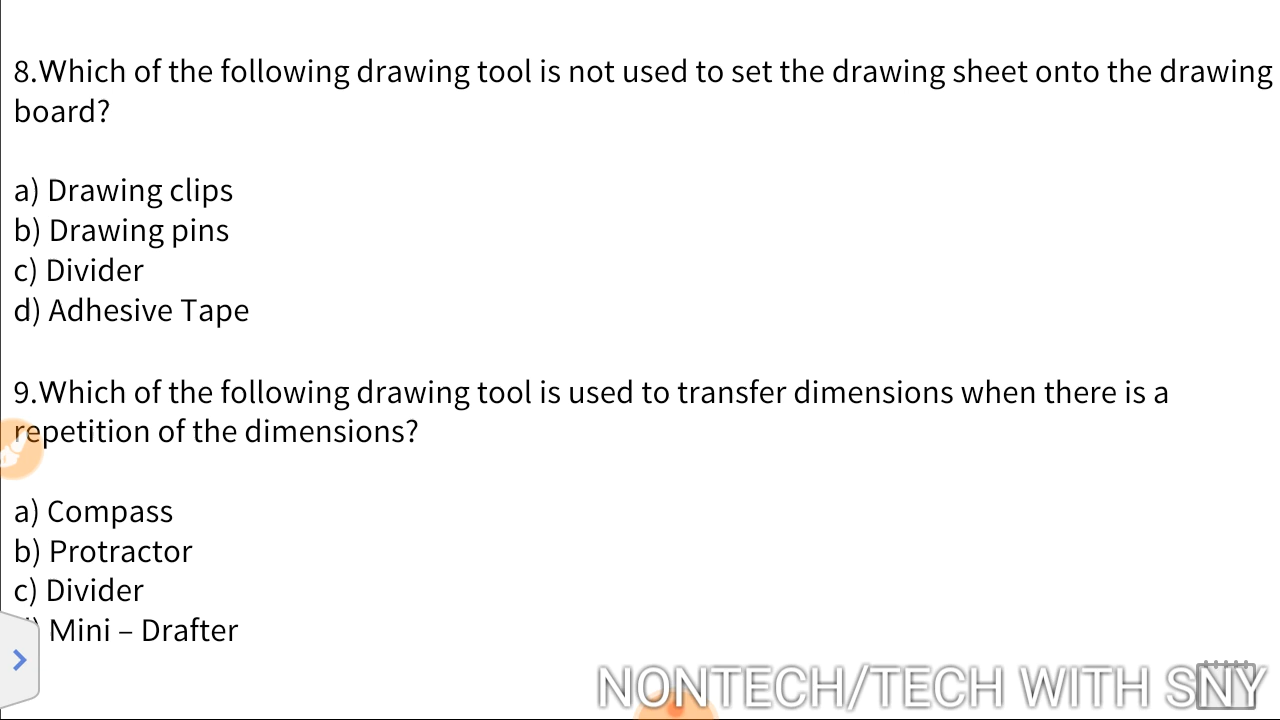 8.Which of the following drawing tool is not used to set the drawing sheet onto the drawing
board?
a) Drawing clips
b) Drawing pins
c) Divider
d) Adhesive Tape
9.Which of the following drawing tool is used to transfer dimensions when there is a
repetition of the dimensions?
a) Compass
b) Protractor
c) Divider
) Mini – Drafter
NONTECH/TECH WITH SNY